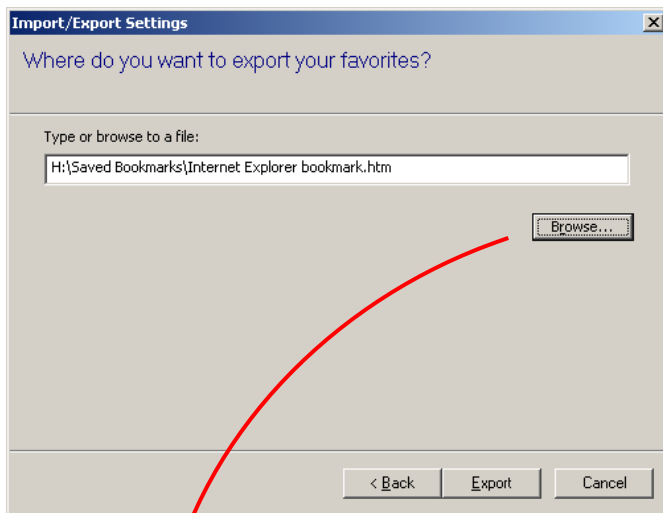 Import/Export Settings
Where do you want to export your favorites?
Type or browse to a file:
H:\Saved Bookmarks\Internet Explorer bookmark.htm
Browse...
< Back Export Cancel